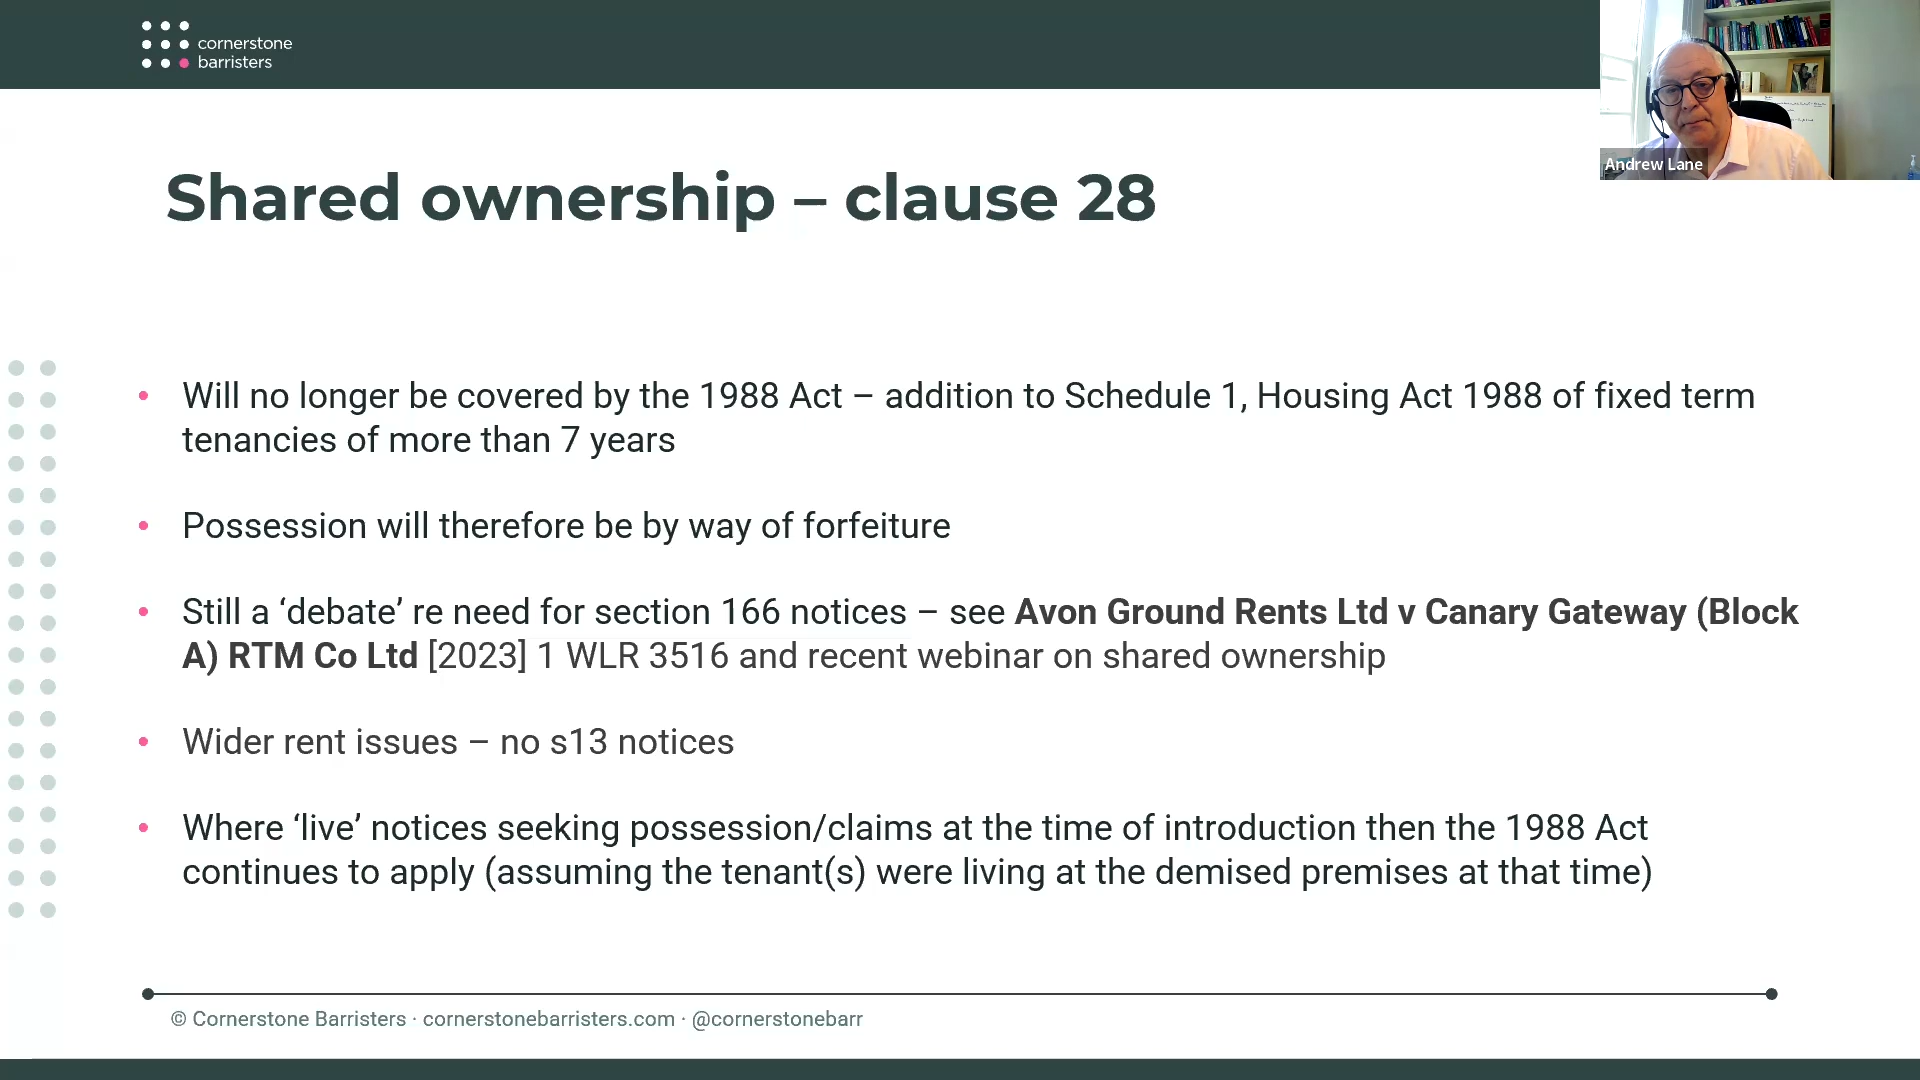 cornerstone
barristers
Andrew Lane
Shared ownership – clause 28
• Will no longer be covered by the 1988 Act – addition to Schedule 1, Housing Act 1988 of fixed term
tenancies of more than 7 years
• Possession will therefore be by way of forfeiture
• Still a ‘debate’ re need for section 166 notices – see Avon Ground Rents Ltd v Canary Gateway (Block
A) RTM Co Ltd [2023] 1 WLR 3516 and recent webinar on shared ownership
• Wider rent issues – no s13 notices
• Where ‘live’ notices seeking possession/claims at the time of introduction then the 1988 Act
continues to apply (assuming the tenant(s) were living at the demised premises at that time)
© Cornerstone Barristers · cornerstonebarristers.com · @cornerstonebarr